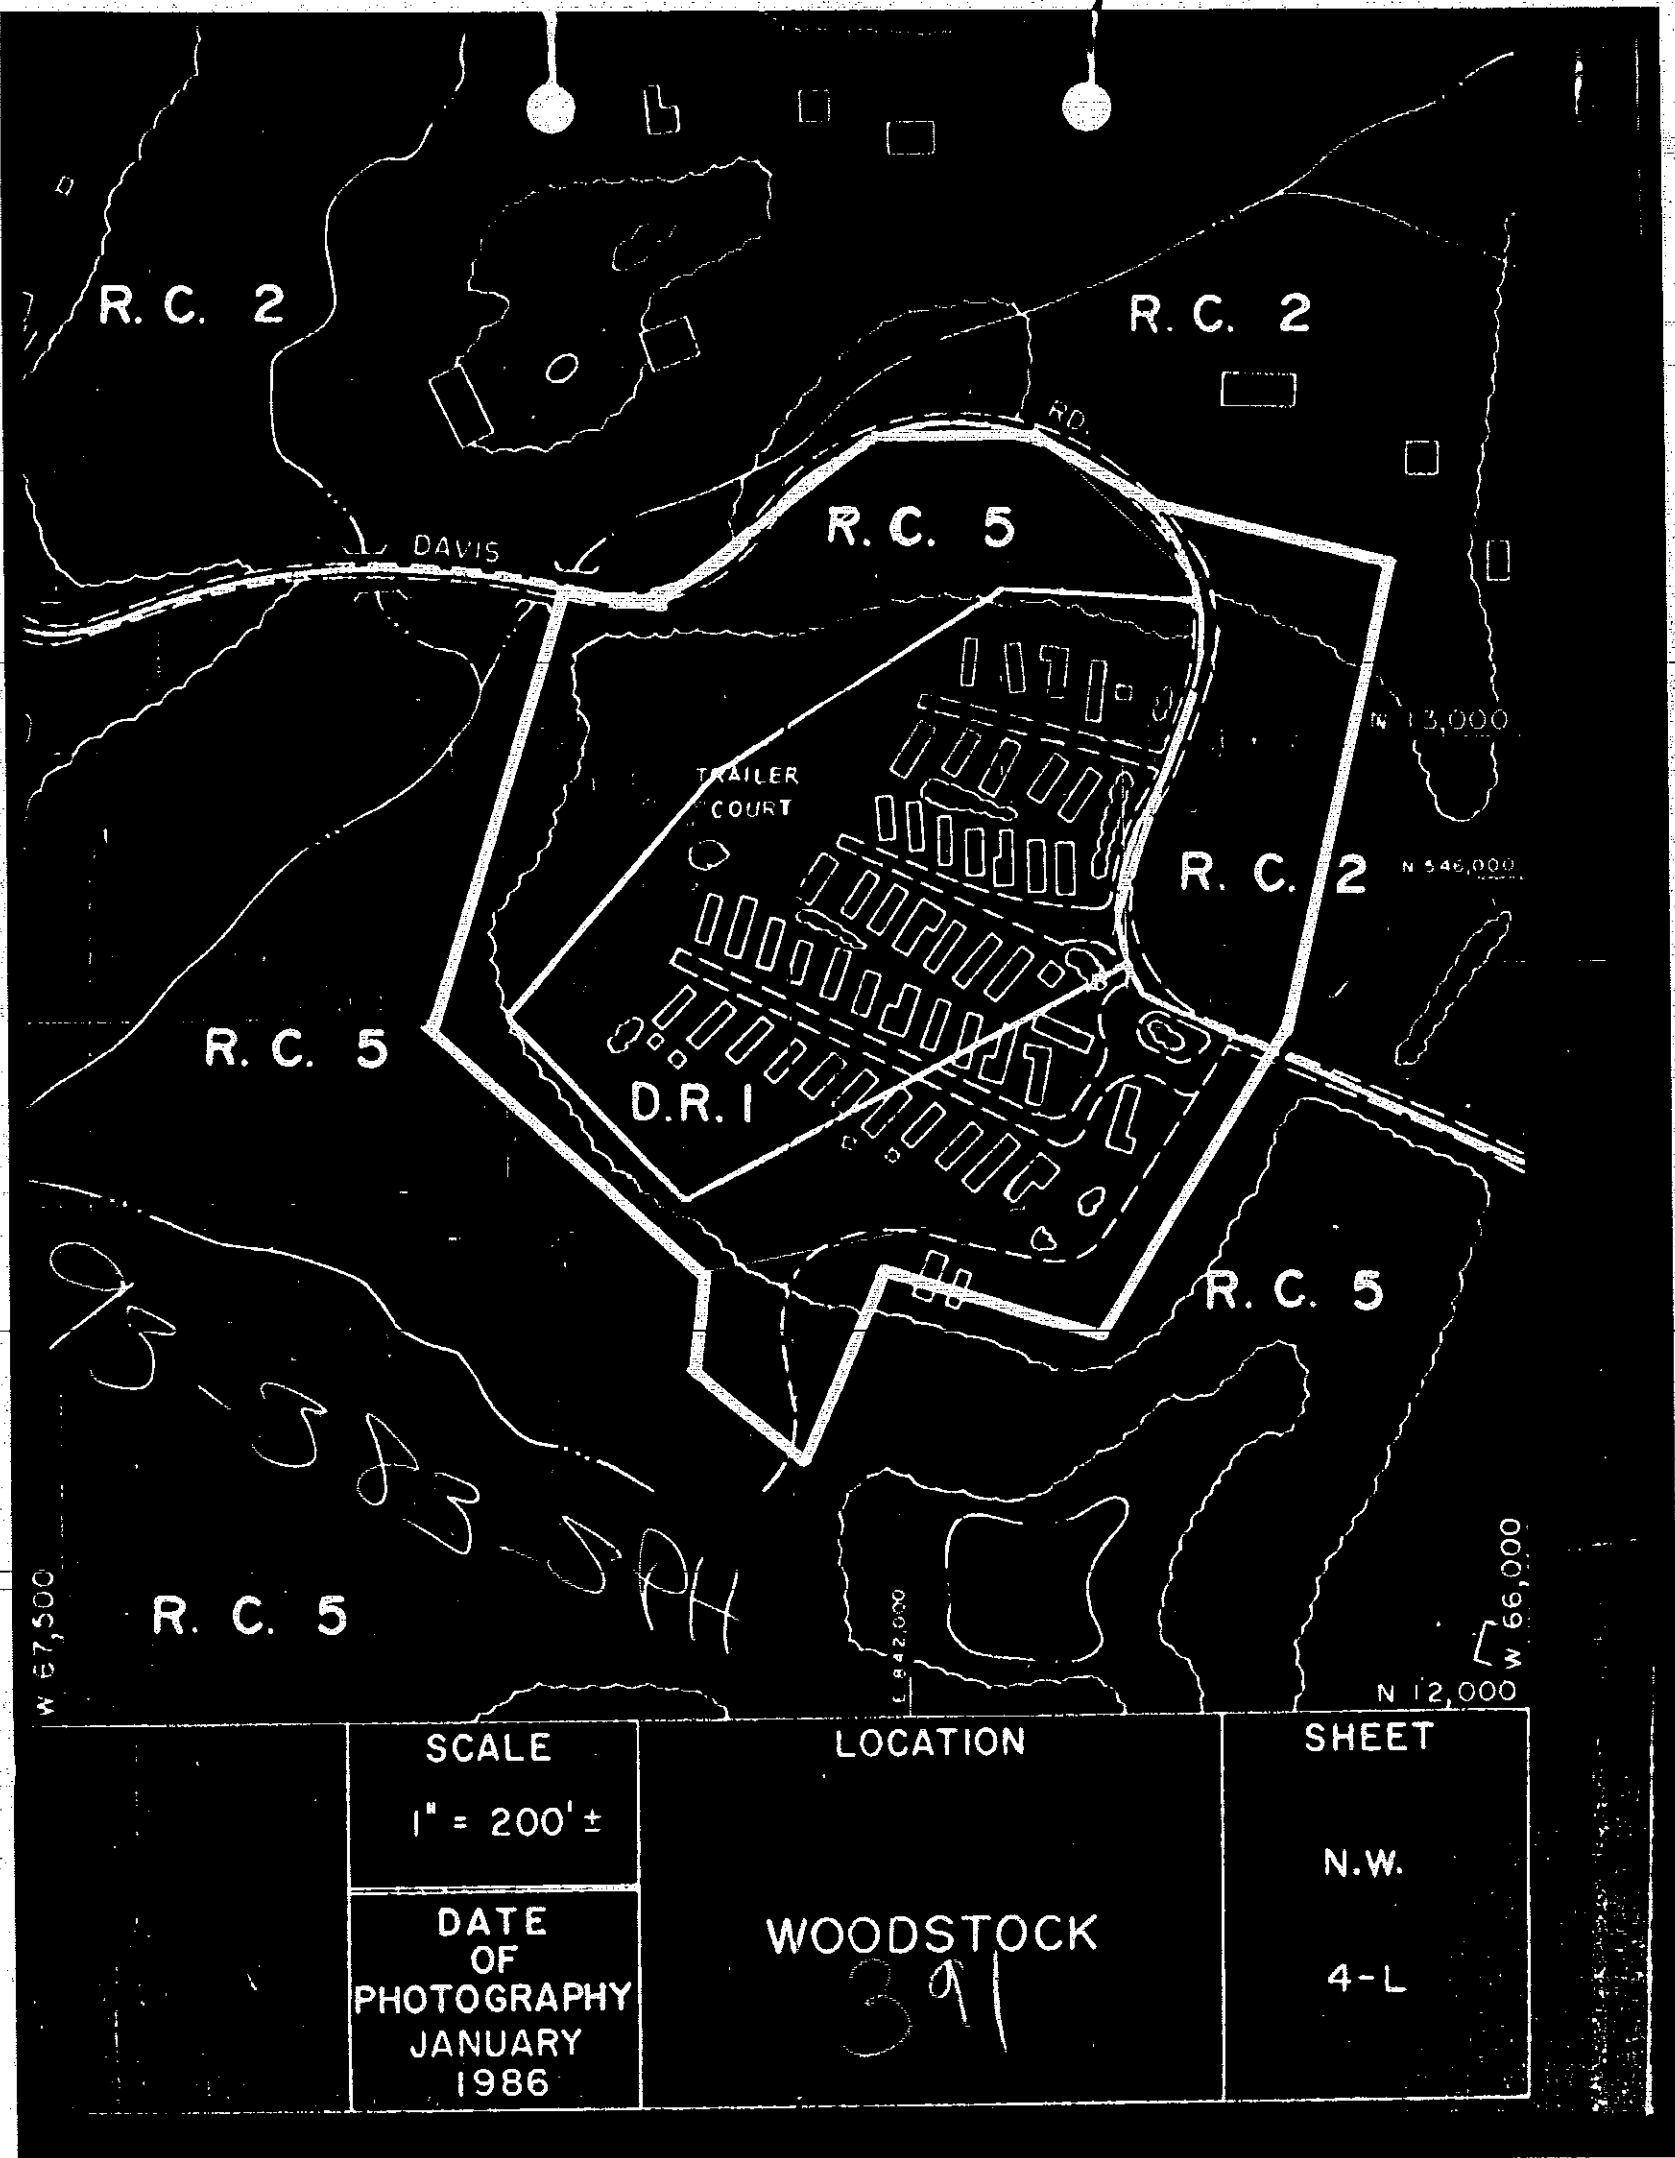 R. C. 2
R. C. 2
RD.
DAVIS
R. C. 5
N 13,000
TRAILER
COURT
R. C. 2
N 546,000
R. C. 5
D.R. 1
R. C. 5
93-383-SPH
R. C. 5
W 67,500
E 842,000
W 66,000
N 12,000
SCALE
1" = 200' ±
DATE
OF
PHOTOGRAPHY
JANUARY
1986
LOCATION
WOODSTOCK
391
SHEET
N.W.
4-L